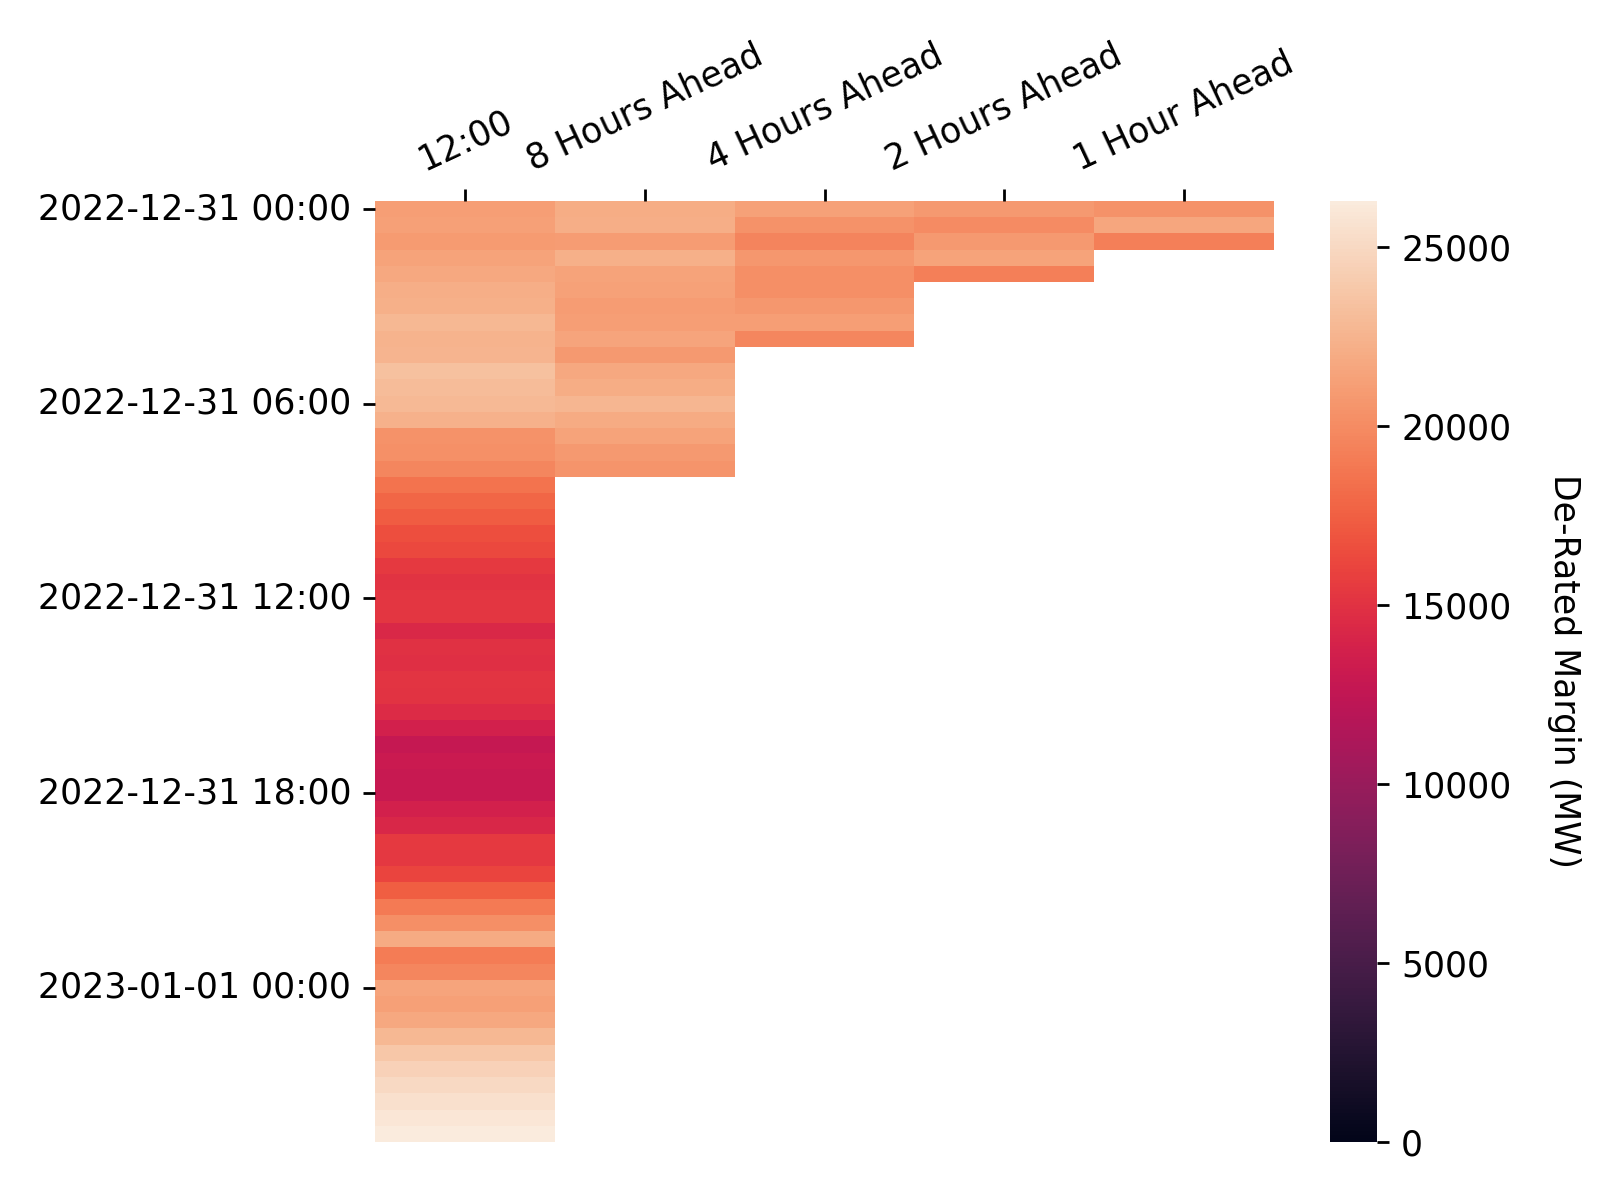 12:00
8 Hours Ahead
4 Hours Ahead
2 Hours Ahead
1 Hour Ahead
2022-12-31 00:00
2022-12-31 06:00
2022-12-31 12:00
2022-12-31 18:00
2023-01-01 00:00
25000
20000
15000
10000
5000
0
De-Rated Margin (MW)